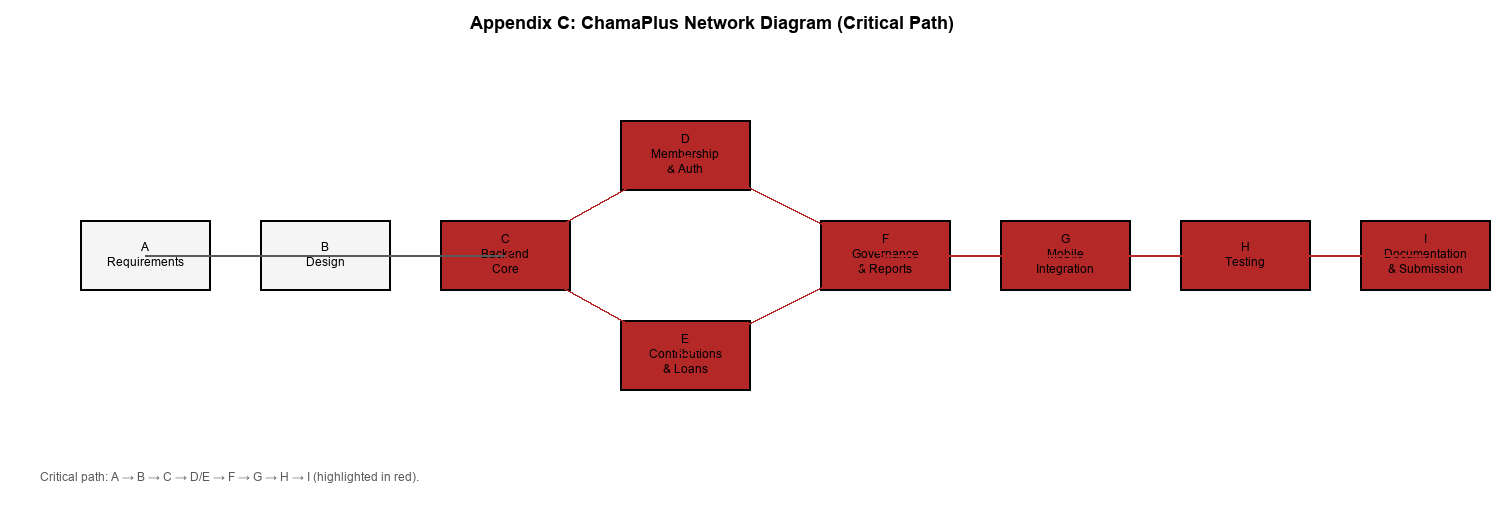 Appendix C: ChamaPlus Network Diagram (Critical Path)
A
Requirements
B
Design
C
Backend
Core
D
Membership
& Auth
E
Contributions
& Loans
F
Governance
& Reports
G
Mobile
Integration
H
Testing
I
Documentation
& Submission
Critical path: A → B → C → D/E → F → G → H → I (highlighted in red).